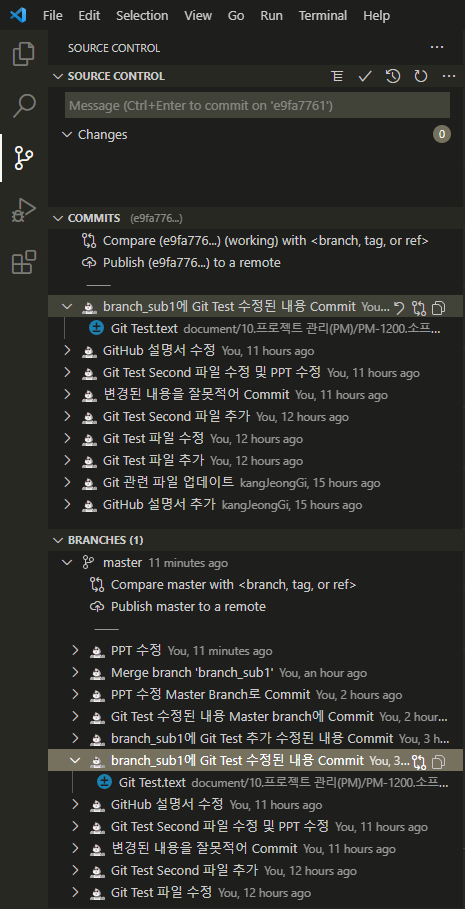 File Edit Selection View Go Run Terminal Help
SOURCE CONTROL
SOURCE CONTROL
Message (Ctrl+Enter to commit on 'e9fa7761')
Changes 0
COMMITS (e9fa776...)
Compare (e9fa776...) (working) with <branch, tag, or ref>
Publish (e9fa776...) to a remote
branch_sub1에 Git Test 수정된 내용 Commit You...
Git Test.text document/10.프로젝트 관리(PM)/PM-1200.소프...
GitHub 설명서 수정 You, 11 hours ago
Git Test Second 파일 수정 및 PPT 수정 You, 11 hours ago
변경된 내용을 잘못적어 Commit You, 11 hours ago
Git Test Second 파일 추가 You, 12 hours ago
Git Test 파일 수정 You, 12 hours ago
Git Test 파일 추가 You, 12 hours ago
Git 관련 파일 업데이트 kangJeongGi, 15 hours ago
GitHub 설명서 추가 kangJeongGi, 15 hours ago
BRANCHES (1)
master 11 minutes ago
Compare master with <branch, tag, or ref>
Publish master to a remote
PPT 수정 You, 11 minutes ago
Merge branch 'branch_sub1' You, an hour ago
PPT 수정 Master Branch로 Commit You, 2 hours ago
Git Test 수정된 내용 Master branch에 Commit You, 2 hour...
branch_sub1에 Git Test 추가 수정된 내용 Commit You, 3 h...
branch_sub1에 Git Test 수정된 내용 Commit You, 3...
Git Test.text document/10.프로젝트 관리(PM)/PM-1200.소프...
GitHub 설명서 수정 You, 11 hours ago
Git Test Second 파일 수정 및 PPT 수정 You, 11 hours ago
변경된 내용을 잘못적어 Commit You, 11 hours ago
Git Test Second 파일 추가 You, 12 hours ago
Git Test 파일 수정 You, 12 hours ago